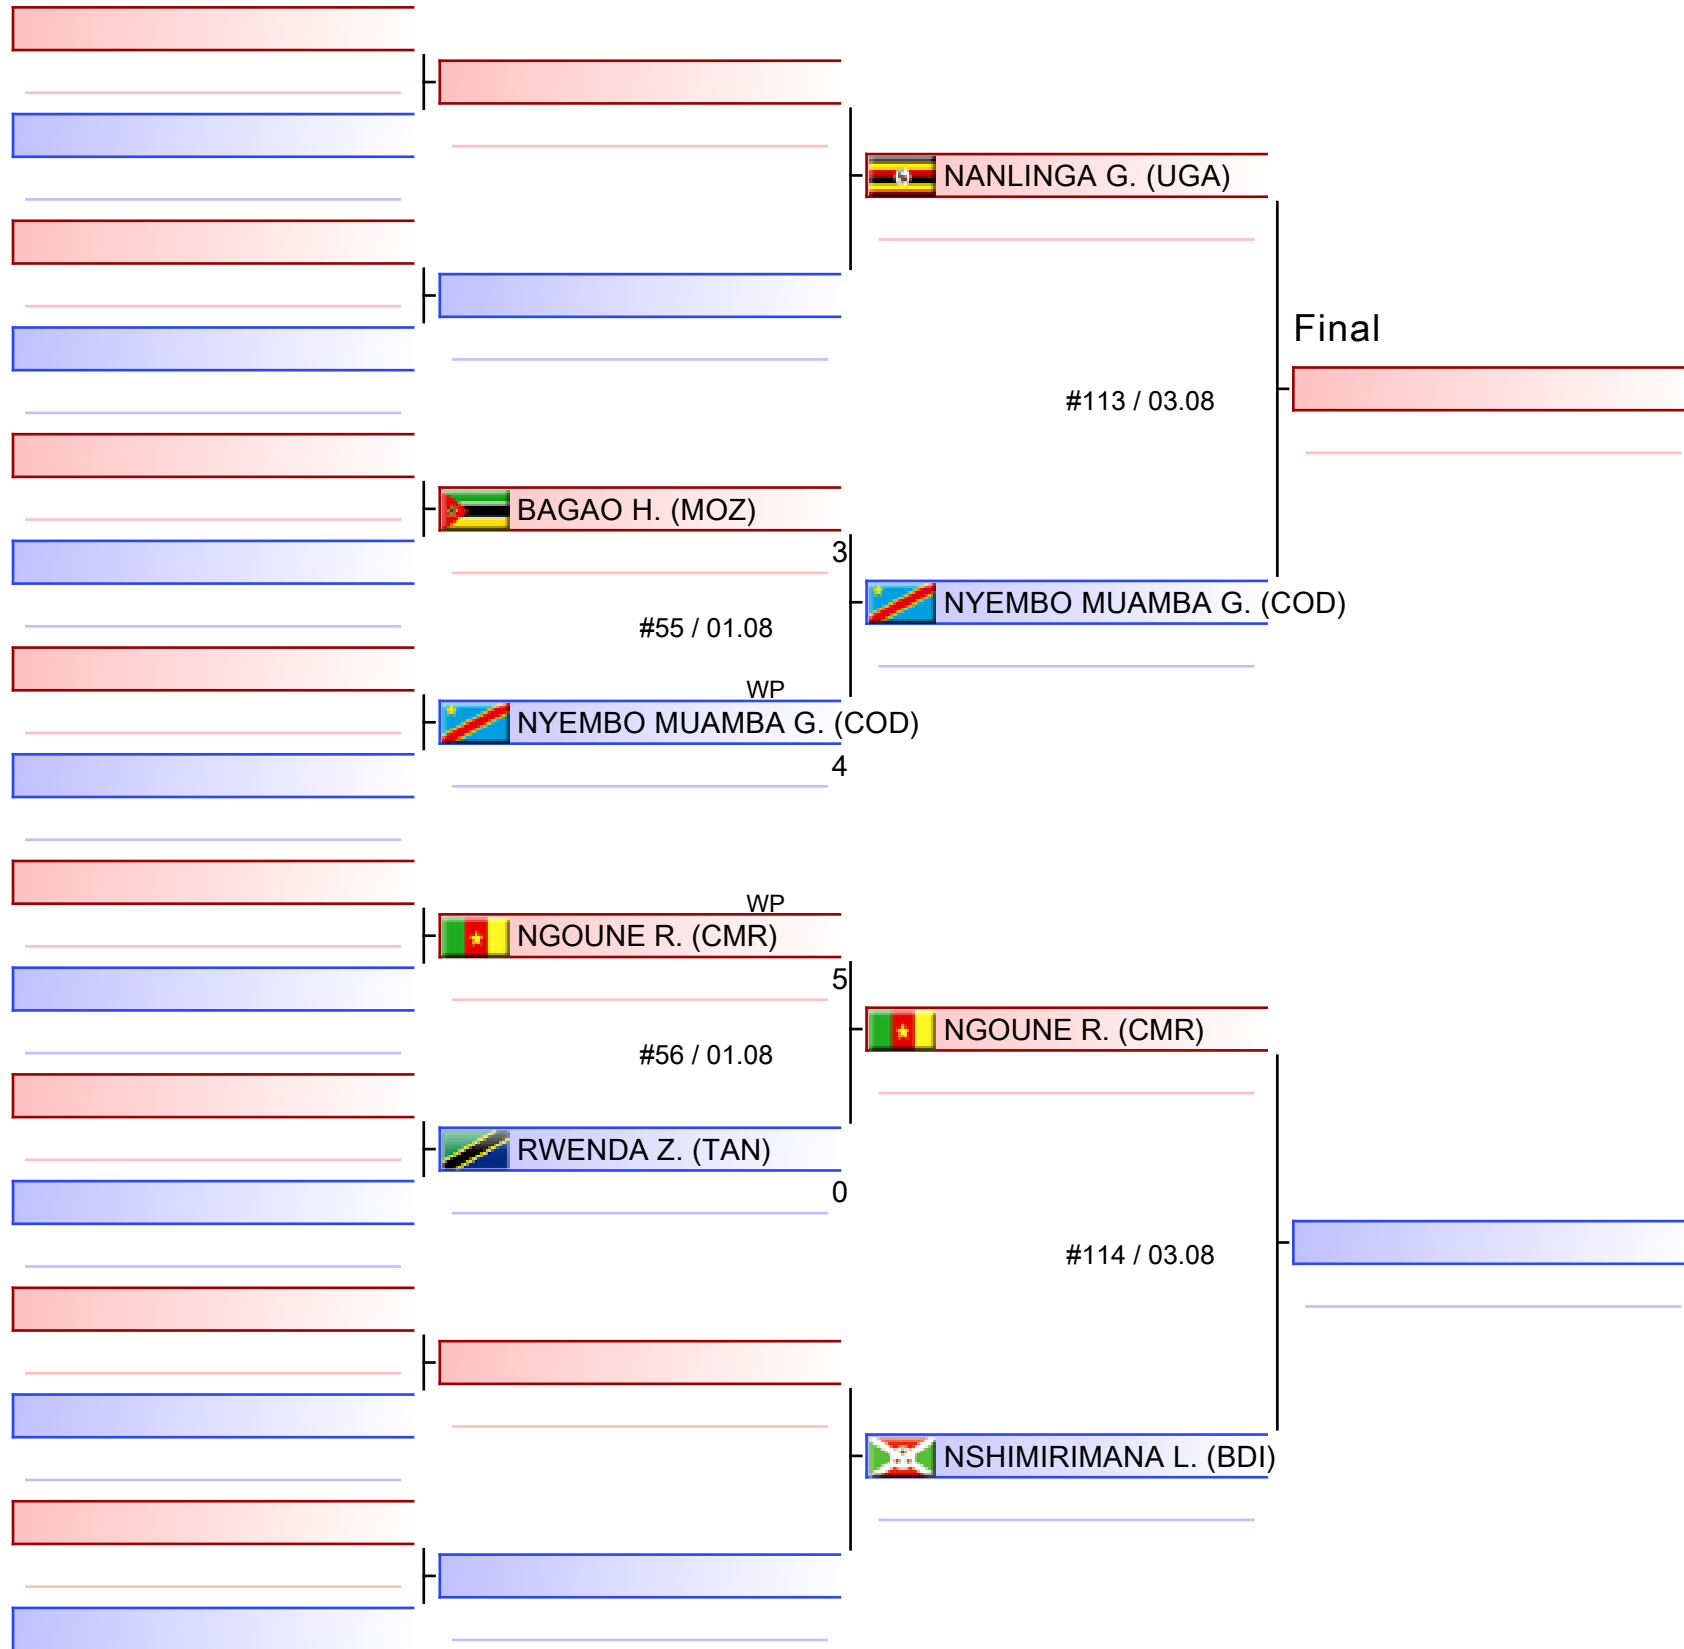 NANLINGA G. (UGA)
Final
#113 / 03.08
BAGAO H. (MOZ)
3
NYEMBO MUAMBA G. (COD)
#55 / 01.08
WP
NYEMBO MUAMBA G. (COD)
4
WP
NGOUNE R. (CMR)
5
NGOUNE R. (CMR)
#56 / 01.08
RWENDA Z. (TAN)
0
#114 / 03.08
NSHIMIRIMANA L. (BDI)